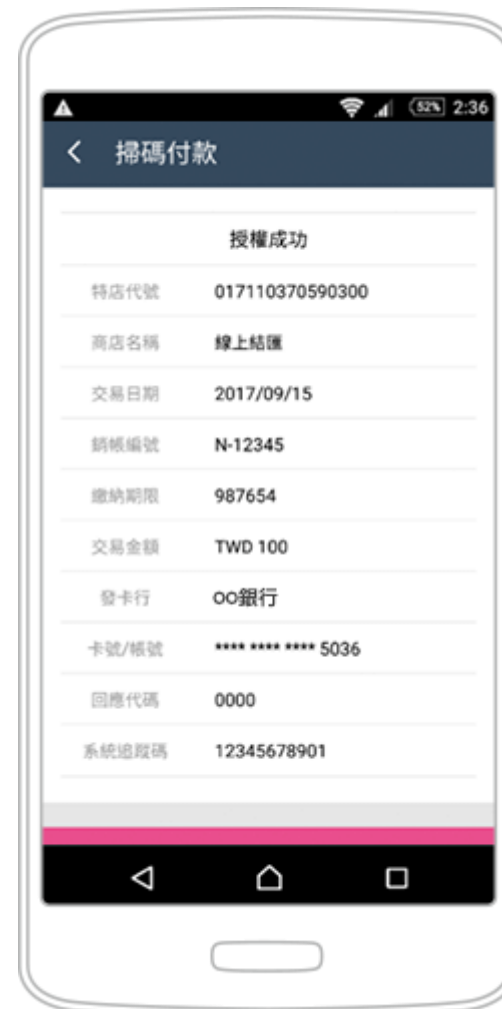 52% 2:36
掃碼付款
授權成功
特店代號 017110370590300
商店名稱 線上結匯
交易日期 2017/09/15
銷帳編號 N-12345
繳納期限 987654
交易金額 TWD 100
發卡行 OO銀行
卡號/帳號 **** **** **** 5036
回應代碼 0000
系統追蹤碼 12345678901